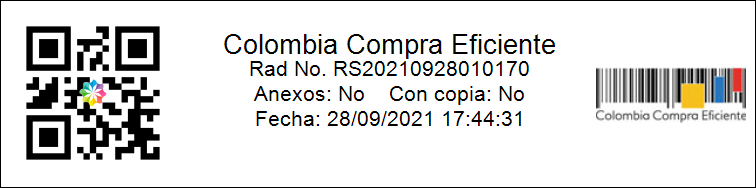 Colombia Compra Eficiente
Rad No. RS20210928010170
Anexos: No Con copia: No
Fecha: 28/09/2021 17:44:31
Colombia Compra Eficiente